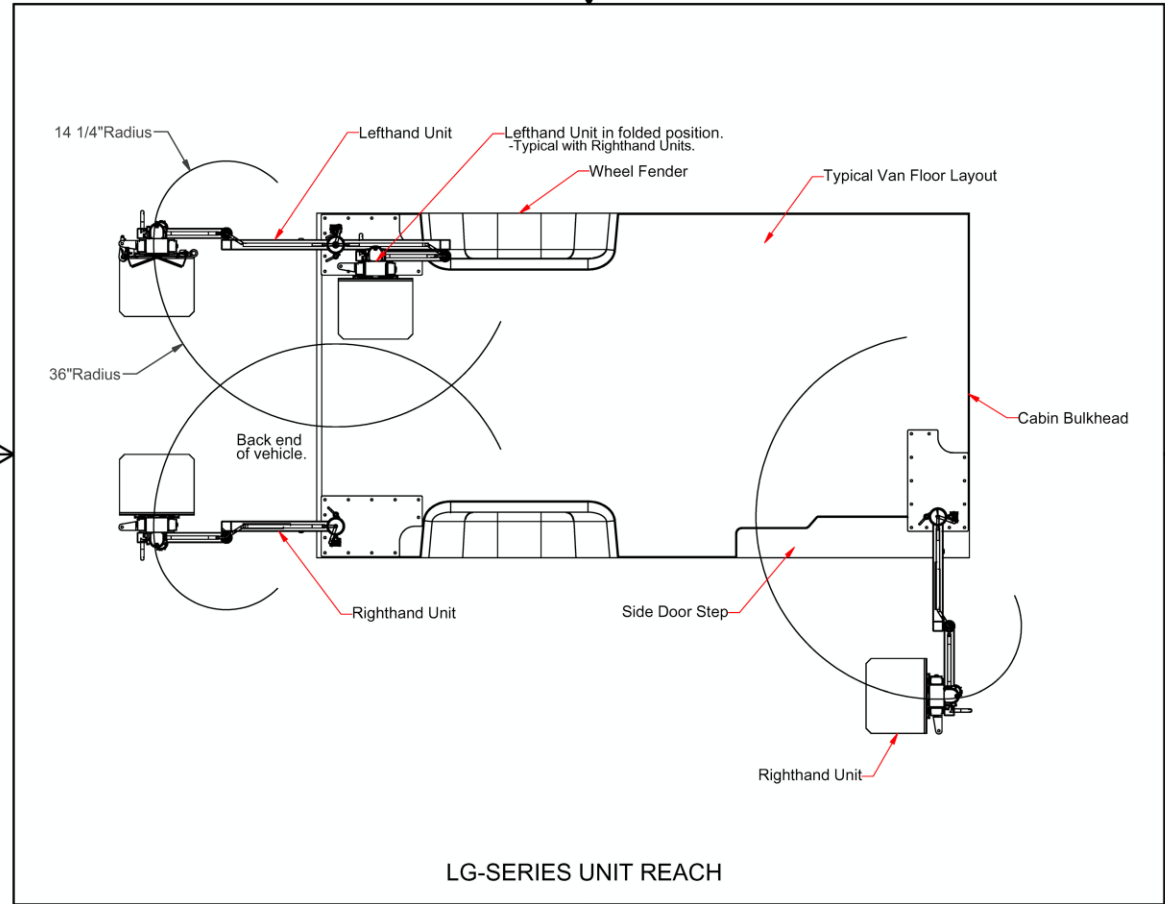 14 1/4"Radius
Lefthand Unit
Lefthand Unit in folded position.
-Typical with Righthand Units.
Wheel Fender
Typical Van Floor Layout
36"Radius
Cabin Bulkhead
Back end
of vehicle.
Righthand Unit
Side Door Step
Righthand Unit
LG-SERIES UNIT REACH